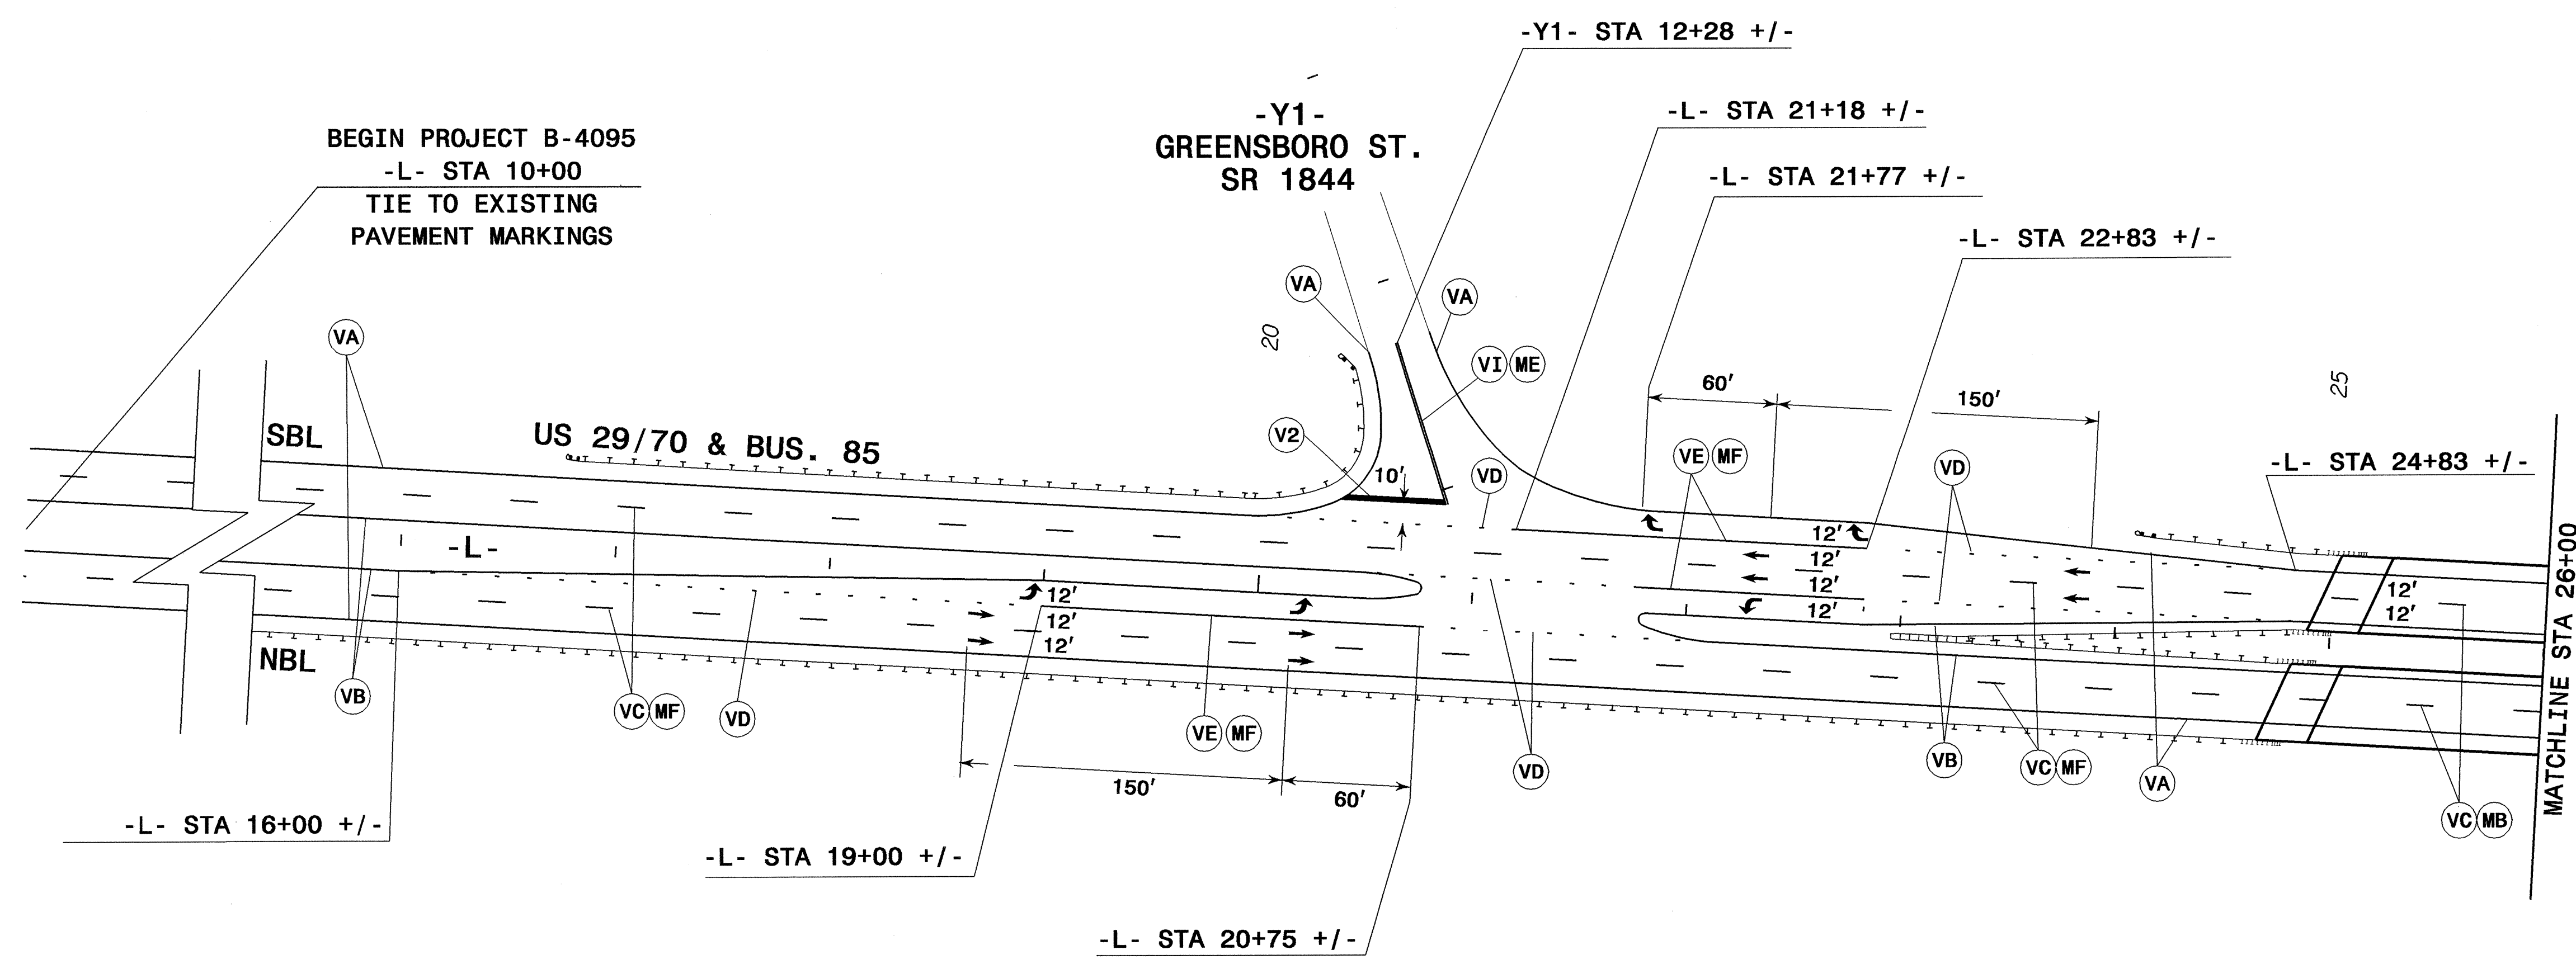 -Y1- STA 12+28 +/-
-Y1-
GREENSBORO ST.
SR 1844
-L- STA 21+18 +/-
BEGIN PROJECT B-4095
-L- STA 10+00
TIE TO EXISTING
PAVEMENT MARKINGS
-L- STA 21+77 +/-
-L- STA 22+83 +/-
VA
VA
20
VA
VI ME
60'
150'
25
SBL
US 29/70 & BUS. 85
V2
10'
VD
VE MF
VD
-L- STA 24+83 +/-
12'
12'
12'
12'
-L-
12'
12'
12'
12'
12'
NBL
MATCHLINE STA 26+00
VB
VC MF
VD
VE MF
VD
VB
VC MF
VA
VC MB
150'
60'
-L- STA 16+00 +/-
-L- STA 19+00 +/-
-L- STA 20+75 +/-